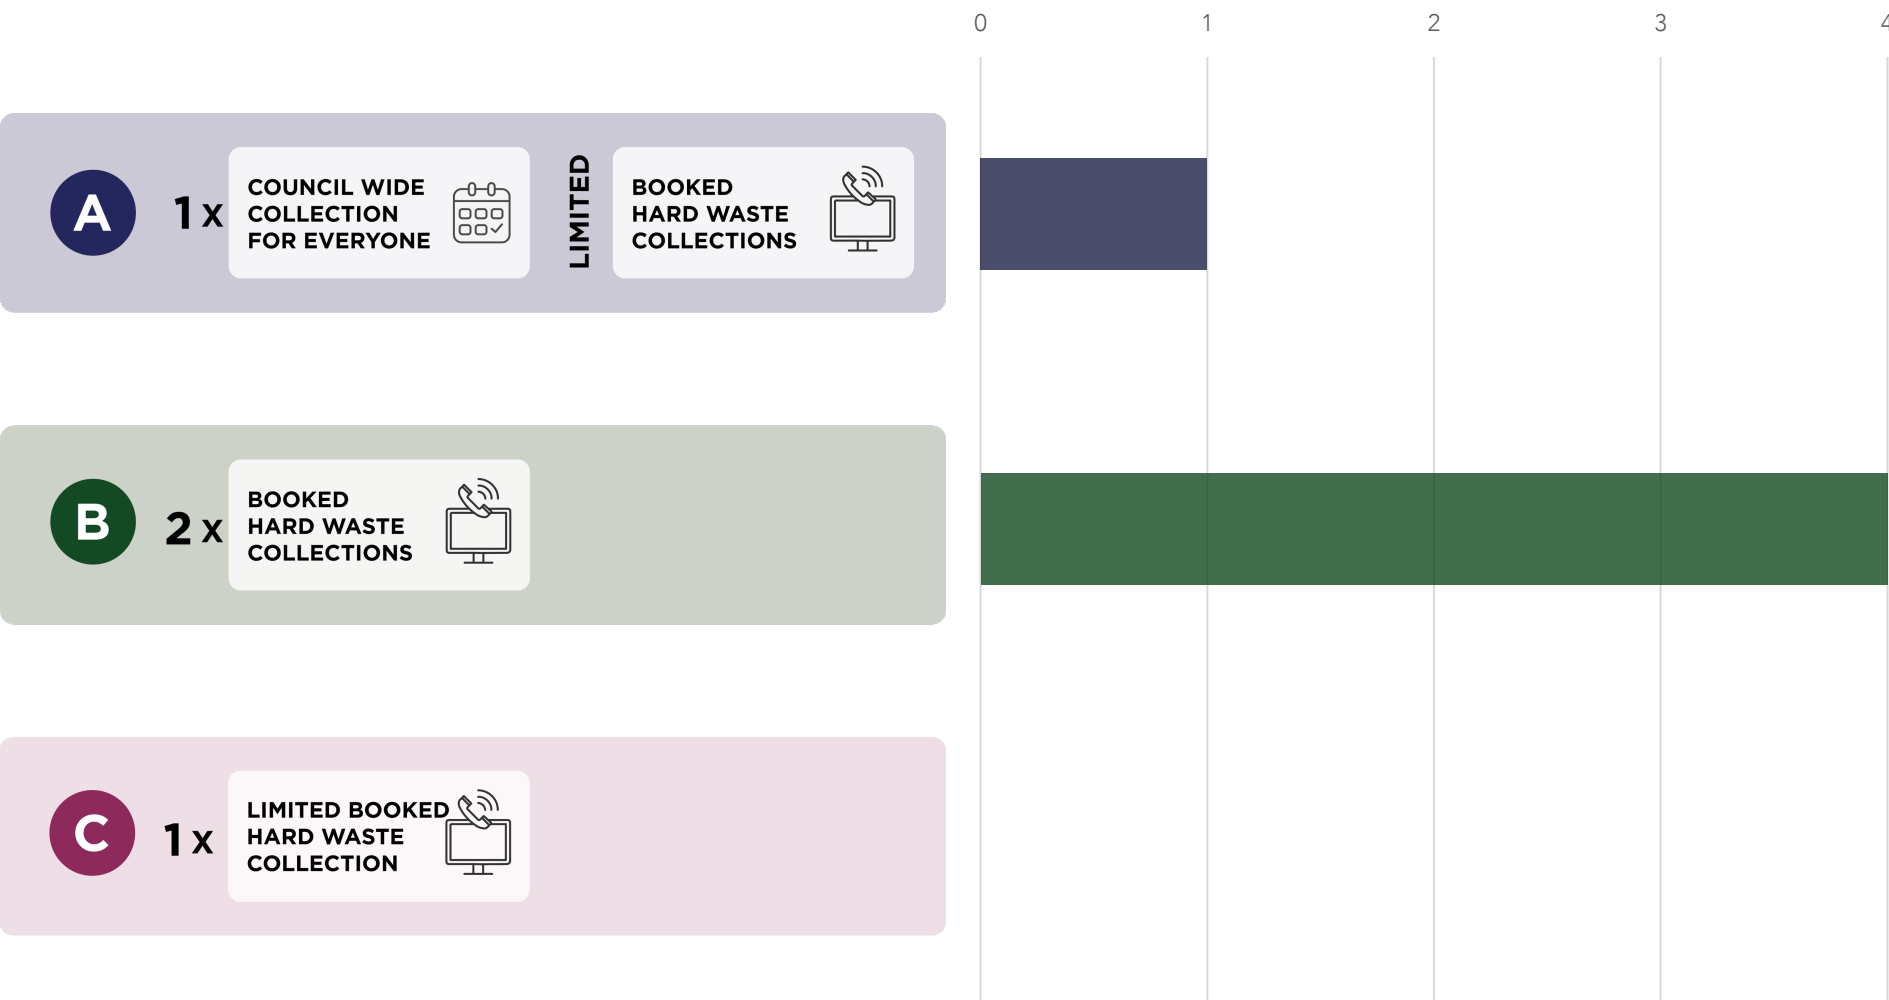 0 1 2 3 4
A
1 x
COUNCIL WIDE
COLLECTION
FOR EVERYONE
LIMITED
BOOKED
HARD WASTE
COLLECTIONS
B
2 x
BOOKED
HARD WASTE
COLLECTIONS
C
1 x
LIMITED BOOKED
HARD WASTE
COLLECTION